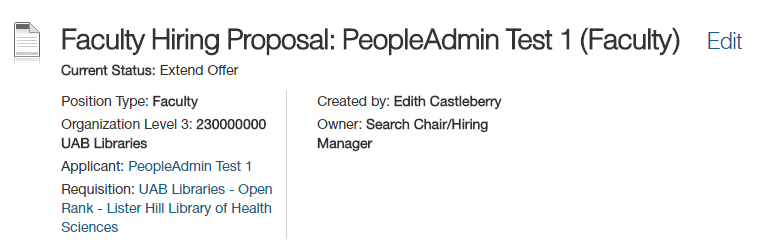 Faculty Hiring Proposal: PeopleAdmin Test 1 (Faculty) Edit
Current Status: Extend Offer
Position Type: Faculty
Organization Level 3: 230000000
UAB Libraries
Applicant: PeopleAdmin Test 1
Requisition: UAB Libraries - Open
Rank - Lister Hill Library of Health
Sciences
Created by: Edith Castleberry
Owner: Search Chair/Hiring
Manager